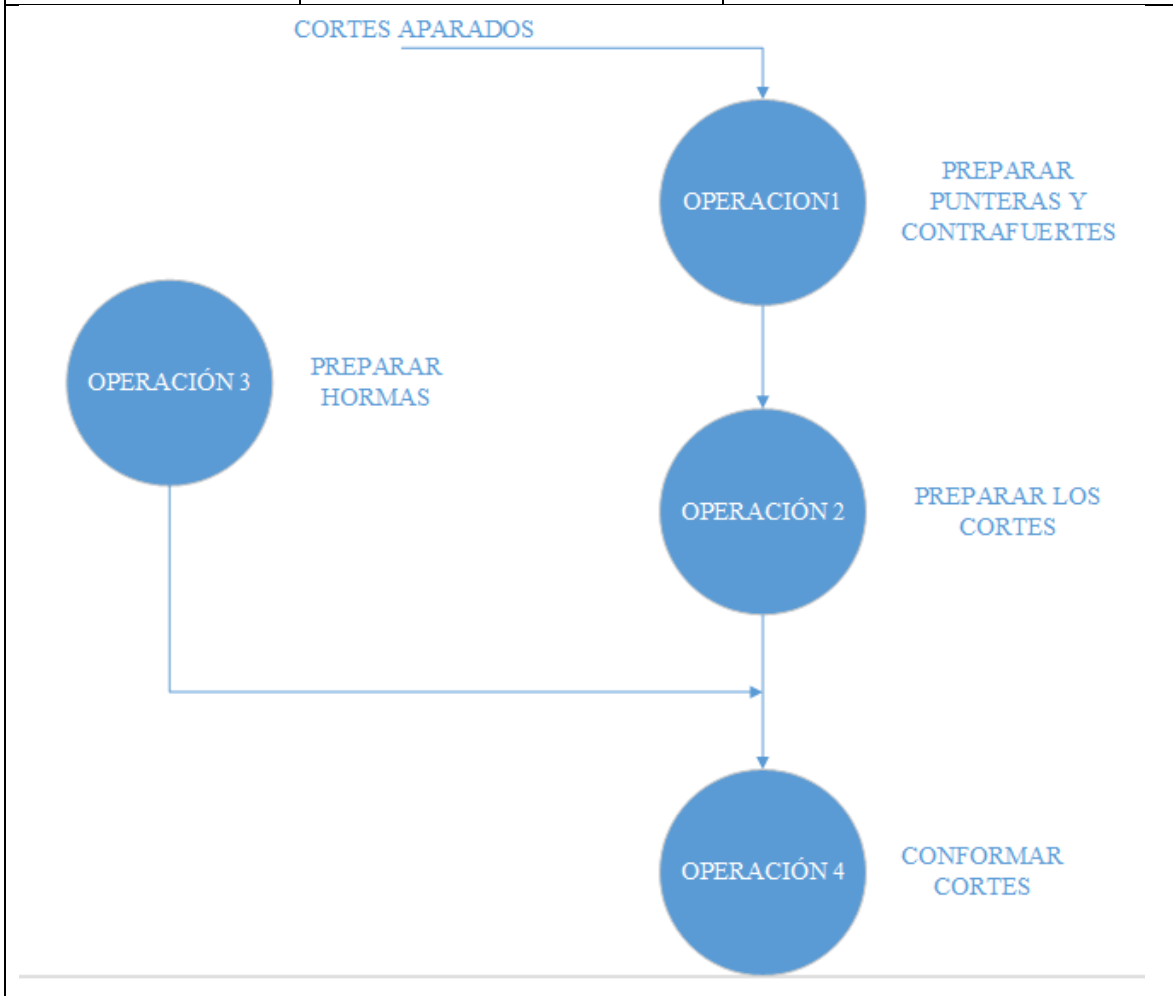 CORTES APARADOS
OPERACION1
PREPARAR
PUNTERAS Y
CONTRAFUERTES
OPERACIÓN 3
PREPARAR
HORMAS
OPERACIÓN 2
PREPARAR LOS
CORTES
OPERACIÓN 4
CONFORMAR
CORTES